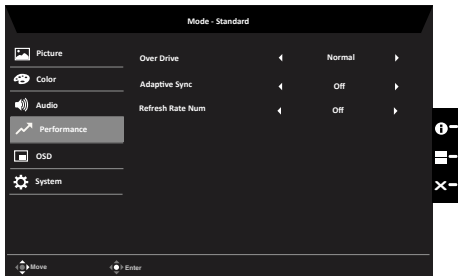 Mode - Standard
Picture
Over Drive Normal
Color
Adaptive Sync Off
Audio
Refresh Rate Num Off
Performance
OSD
System
Move Enter